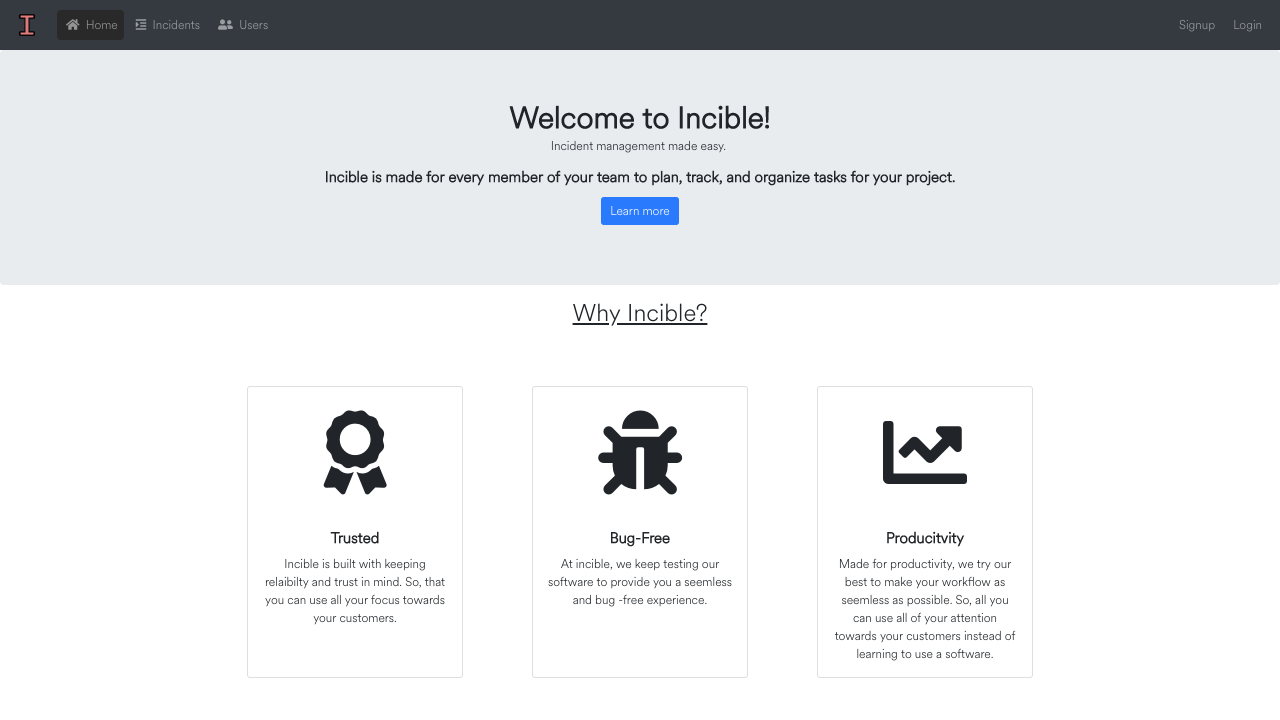 I
Home
Incidents
Users
Signup
Login
Welcome to Incible!
Incident management made easy.
Incible is made for every member of your team to plan, track, and organize tasks for your project.
Learn more
Why Incible?
Trusted
Incible is built with keeping
relaibilty and trust in mind. So, that
you can use all your focus towards
your customers.
Bug-Free
At incible, we keep testing our
software to provide you a seemless
and bug -free experience.
Producitvity
Made for productivity, we try our
best to make your workflow as
seemless as possible. So, all you
can use all of your attention
towards your customers instead of
learning to use a software.